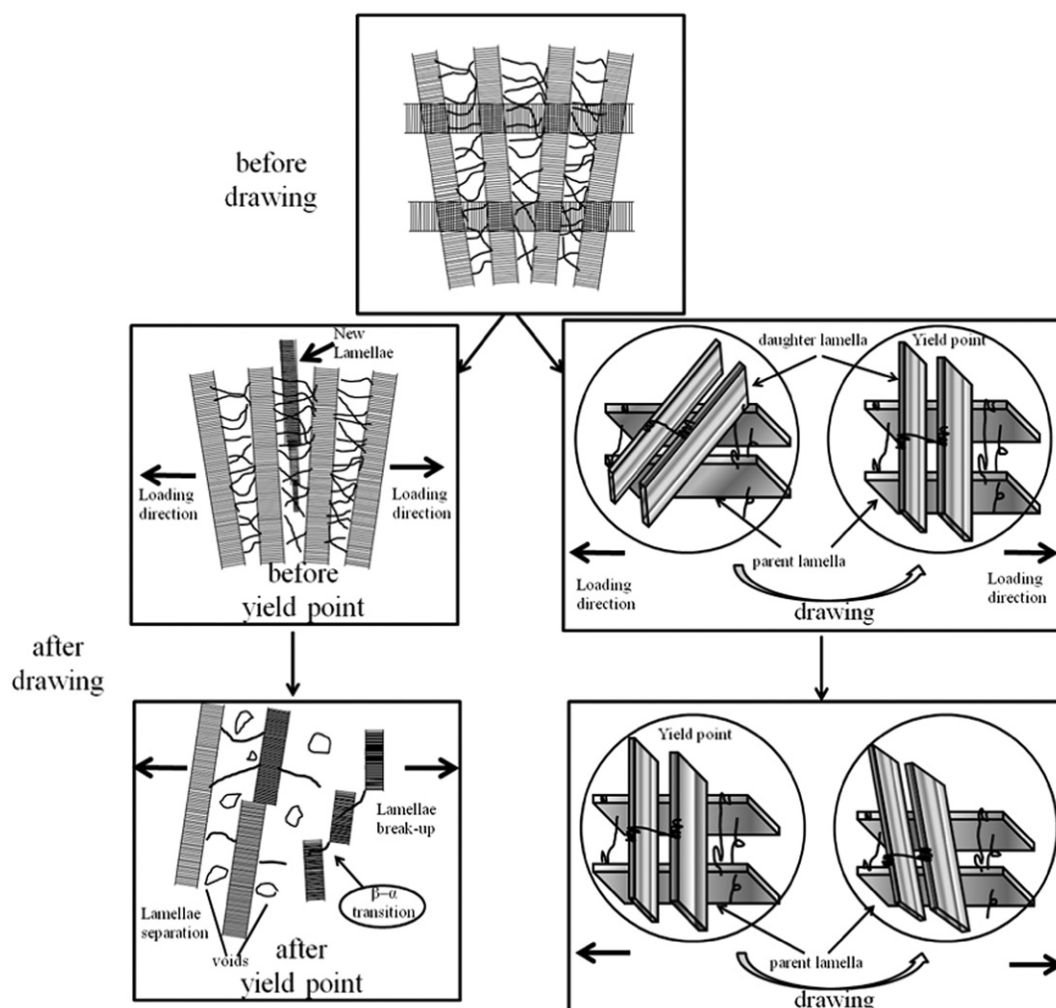 before
drawing
New
Lamellae
Loading
direction
Loading
direction
before
yield point
daughter lamella
Yield point
parent lamella
Loading
direction
Loading
direction
drawing
after
drawing
Lamellae
break-up
β–α
transition
Lamellae
separation
voids
after
yield point
Yield point
parent lamella
drawing